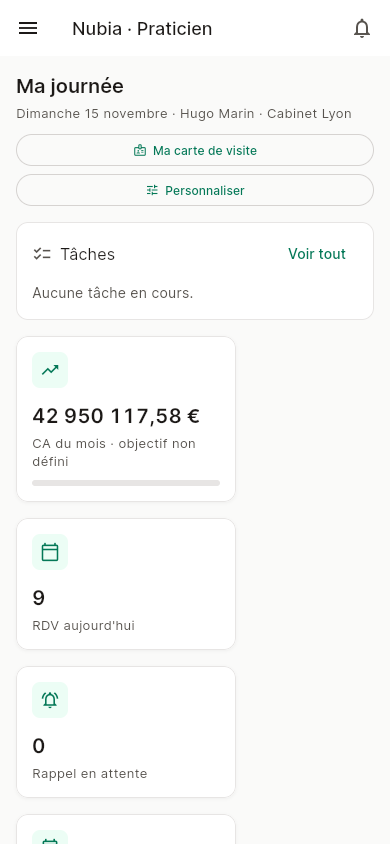 Nubia · Praticien
Ma journée
Dimanche 15 novembre · Hugo Marin · Cabinet Lyon
Ma carte de visite
Personnaliser
Tâches
Voir tout
Aucune tâche en cours.
42 950 117,58 €
CA du mois · objectif non
défini
9
RDV aujourd'hui
0
Rappel en attente